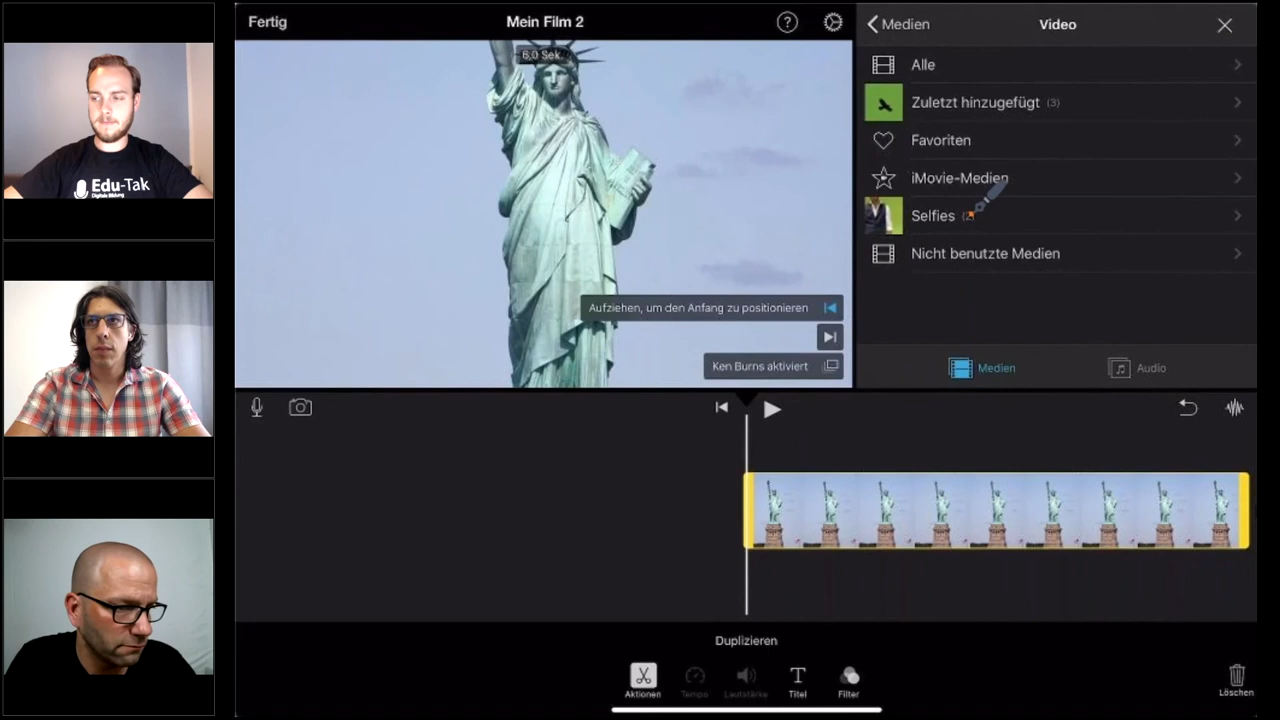 Edu-Tak
Digitale Bildung
Fertig
Mein Film 2
?
6,0 Sek.
Aufziehen, um den Anfang zu positionieren
Ken Burns aktiviert
Medien
Video
Alle
Zuletzt hinzugefügt (3)
Favoriten
iMovie-Medien
Selfies
Nicht benutzte Medien
Medien
Audio
Duplizieren
Aktionen
Tempo
Lautstärke
T
Titel
Filter
Löschen